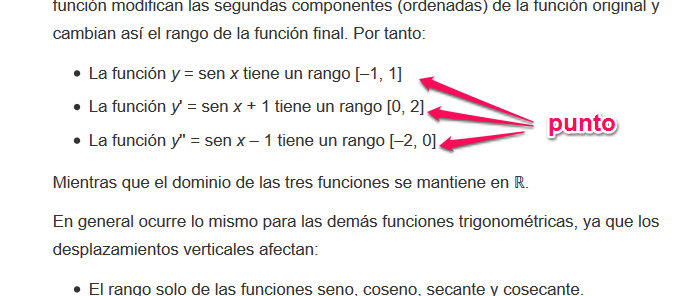 función modifican las segundas componentes (ordenadas) de la función original y
cambian así el rango de la función final. Por tanto:
• La función y = sen x tiene un rango [–1, 1]
• La función y' = sen x + 1 tiene un rango [0, 2]
• La función y" = sen x – 1 tiene un rango [–2, 0]
punto
Mientras que el dominio de las tres funciones se mantiene en ℝ.
En general ocurre lo mismo para las demás funciones trigonométricas, ya que los
desplazamientos verticales afectan:
• El rango solo de las funciones seno, coseno, secante y cosecante.